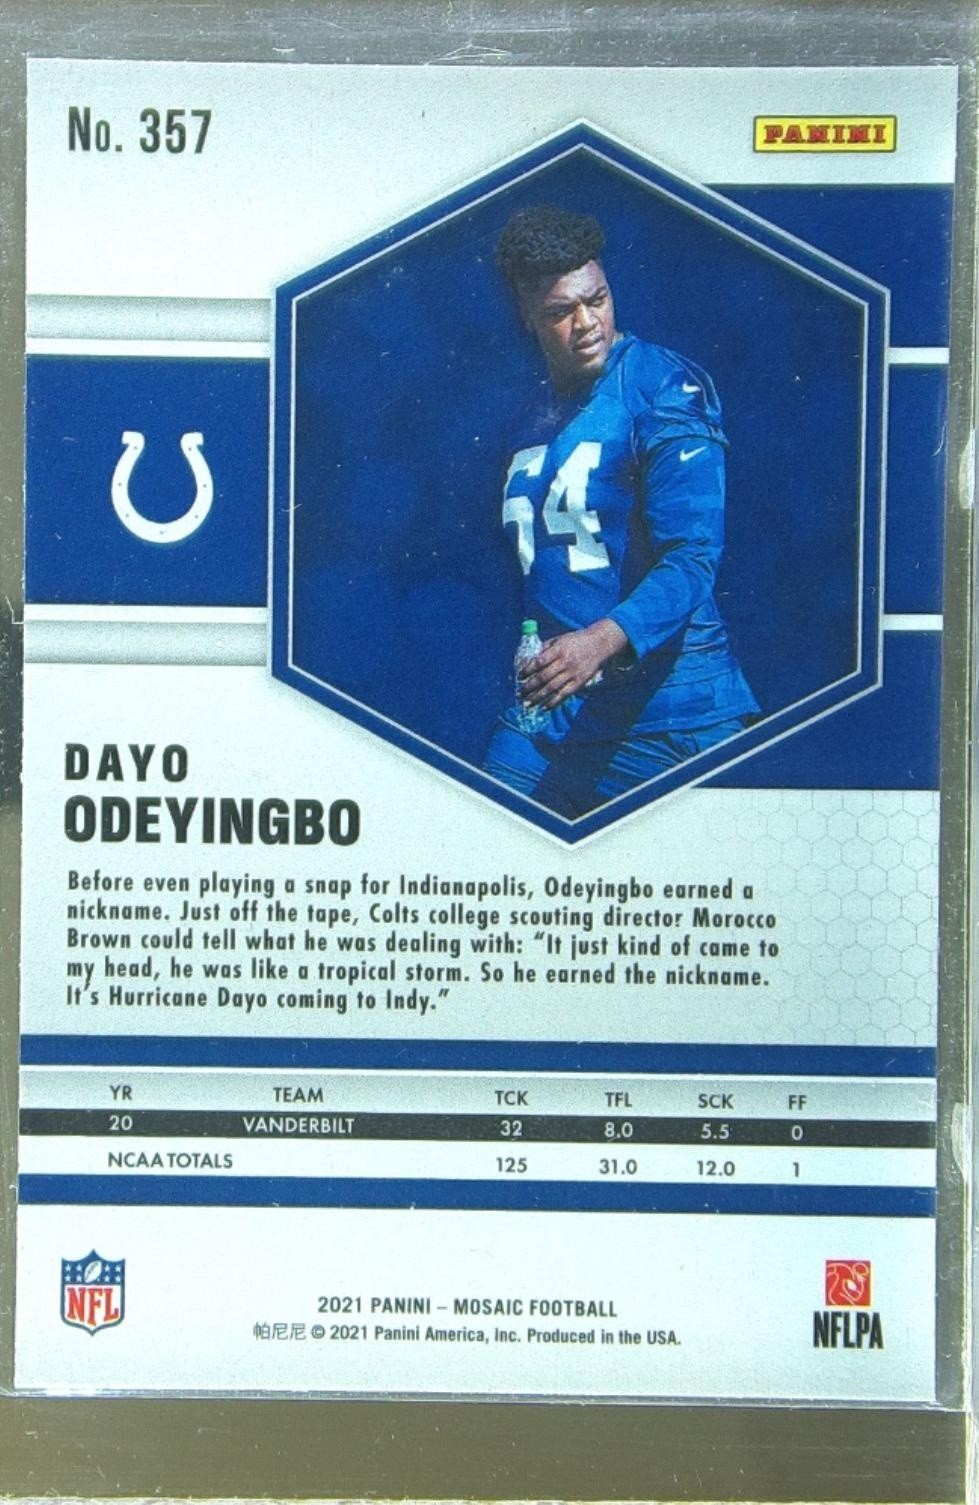 No. 357
PANINI
64
DAYO
ODEYINGBO
Before even playing a snap for Indianapolis, Odeyingbo earned a
nickname. Just off the tape, Colts college scouting director Morocco
Brown could tell what he was dealing with: “It just kind of came to
my head, he was like a tropical storm. So he earned the nickname.
It’s Hurricane Dayo coming to Indy.”
YR TEAM TCK TFL SCK FF
20 VANDERBILT 32 8.0 5.5 0
NCAA TOTALS 125 31.0 12.0 1
NFL
2021 PANINI – MOSAIC FOOTBALL
帕尼尼 © 2021 Panini America, Inc. Produced in the USA.
NFLPA